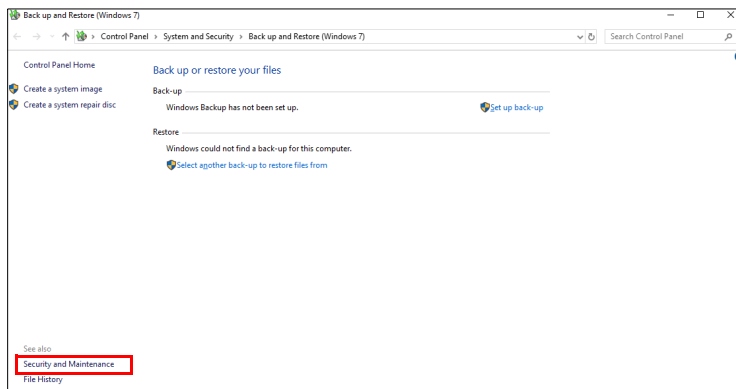 Back up and Restore (Windows 7)
Control Panel > System and Security > Back up and Restore (Windows 7)
Search Control Panel
Control Panel Home
Create a system image
Create a system repair disc
Back up or restore your files
Back-up
Windows Backup has not been set up.
Set up back-up
Restore
Windows could not find a back-up for this computer.
Select another back-up to restore files from
See also
Security and Maintenance
File History